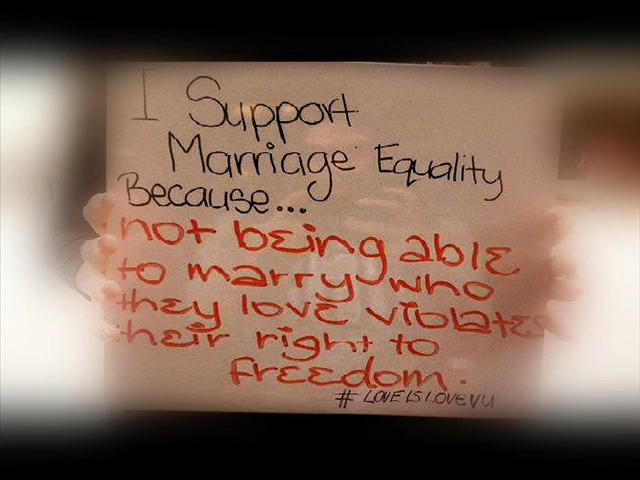 I Support
Marriage Equality
Because...
not being able
to marry who
they love violates
their right to
freedom.
#LOVEISLOVEVU